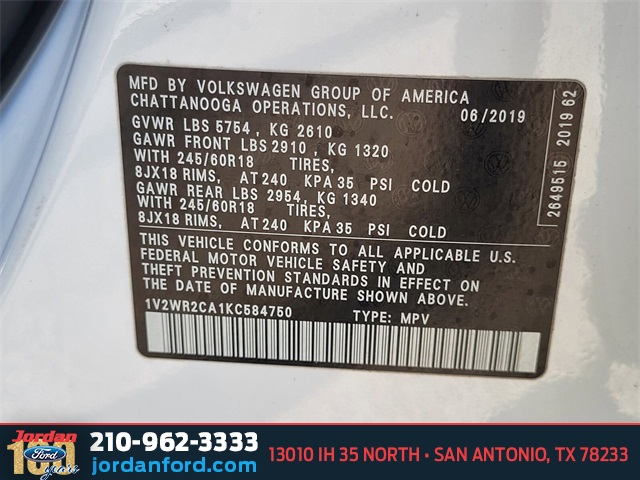 MFD BY VOLKSWAGEN GROUP OF AMERICA
CHATTANOOGA OPERATIONS, LLC. 06/2019
GVWR LBS 5754 , KG 2610
GAWR FRONT LBS 2910 , KG 1320
WITH 245/60R18 TIRES,
8JX18 RIMS, AT 240 KPA 35 PSI COLD
GAWR REAR LBS 2954, KG 1340
WITH 245/60R18 TIRES,
8JX18 RIMS, AT 240 KPA 35 PSI COLD
THIS VEHICLE CONFORMS TO ALL APPLICABLE U.S.
FEDERAL MOTOR VEHICLE SAFETY AND
THEFT PREVENTION STANDARDS IN EFFECT ON
THE DATE OF MANUFACTURE SHOWN ABOVE.
1V2WR2CA1KC584750 TYPE: MPV
2649515 2019 62
Jordan
Ford
100
years
210-962-3333
jordanford.com
13010 IH 35 NORTH • SAN ANTONIO, TX 78233